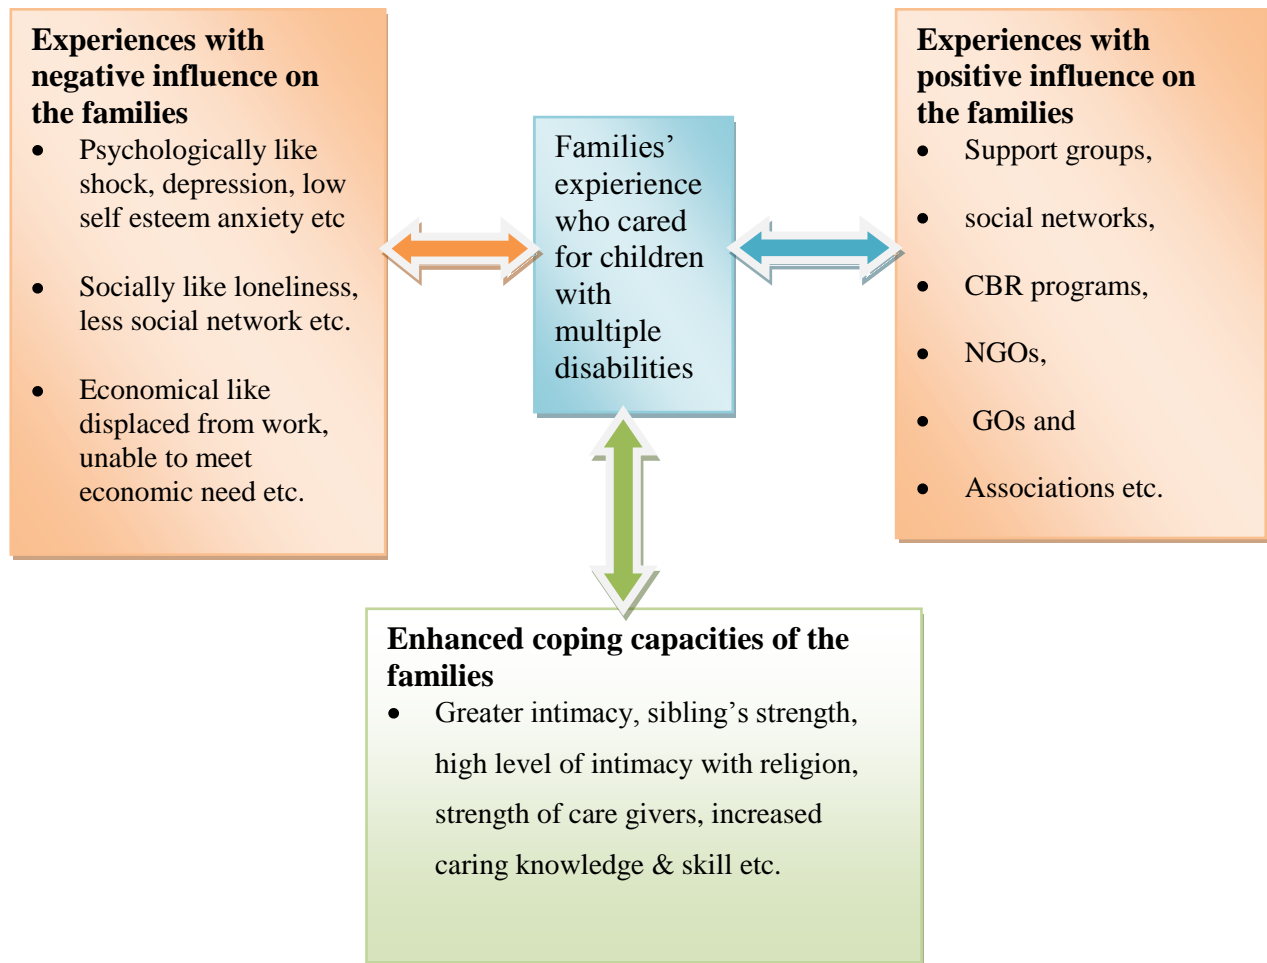 Experiences with
negative influence on
the families
• Psychologically like
shock, depression, low
self esteem anxiety etc
• Socially like loneliness,
less social network etc.
• Economical like
displaced from work,
unable to meet
economic need etc.
Families’
expierience
who cared
for children
with
multiple
disabilities
Experiences with
positive influence on
the families
• Support groups,
• social networks,
• CBR programs,
• NGOs,
• GOs and
• Associations etc.
Enhanced coping capacities of the
families
• Greater intimacy, sibling’s strength,
high level of intimacy with religion,
strength of care givers, increased
caring knowledge & skill etc.